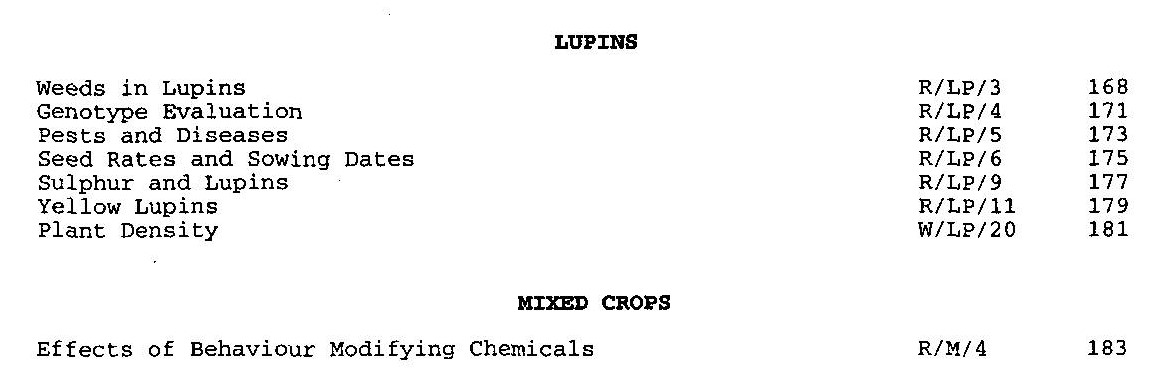 LUPINS
Weeds in Lupins R/LP/3 168
Genotype Evaluation R/LP/4 171
Pests and Diseases R/LP/5 173
Seed Rates and Sowing Dates R/LP/6 175
Sulphur and Lupins R/LP/9 177
Yellow Lupins R/LP/11 179
Plant Density W/LP/20 181
MIXED CROPS
Effects of Behaviour Modifying Chemicals R/M/4 183